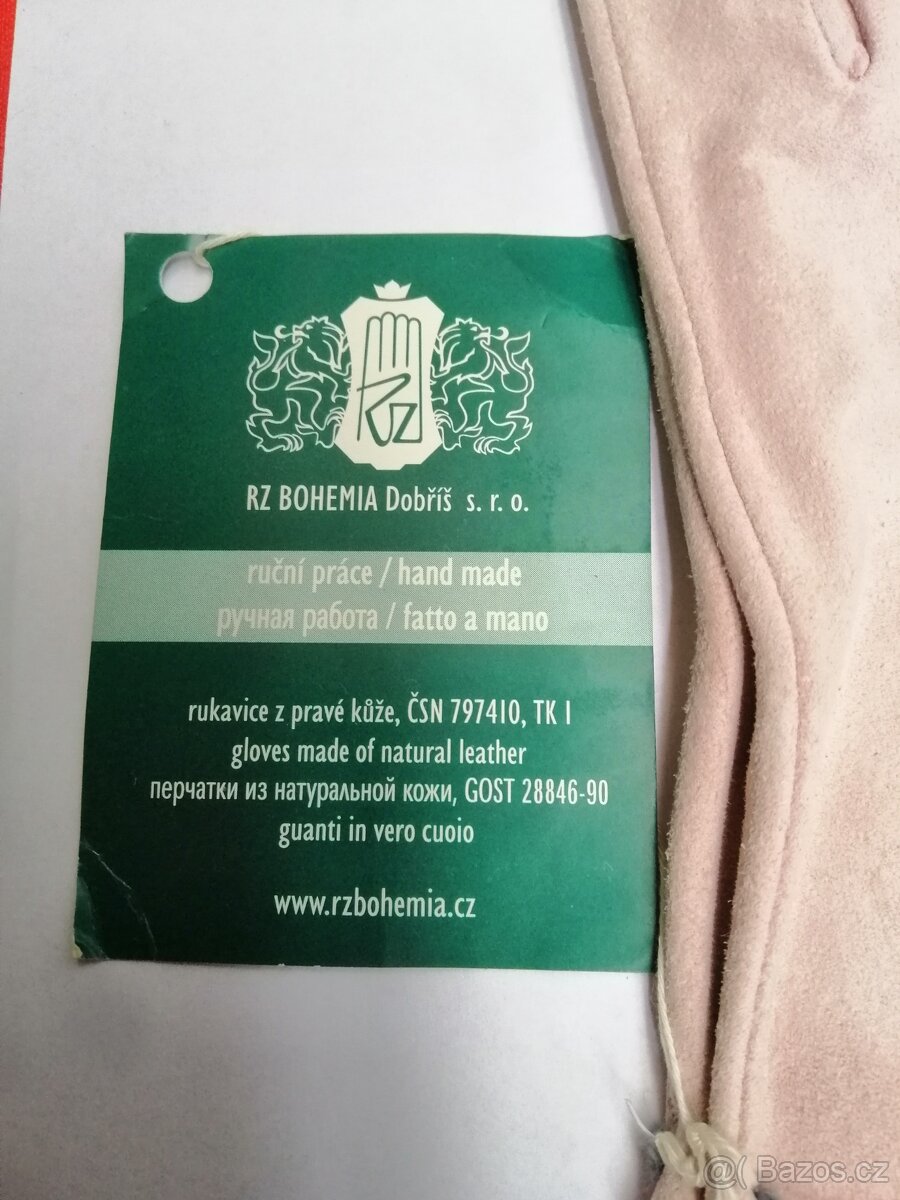 RZ
RZ BOHEMIA Dobříš s. r. o.
ruční práce / hand made
ручная работа / fatto a mano
rukavice z pravé kůže, ČSN 797410, TK 1
gloves made of natural leather
перчатки из натуральной кожи, GOST 28846-90
guanti in vero cuoio
www.rzbohemia.cz
@( Bazos.cz